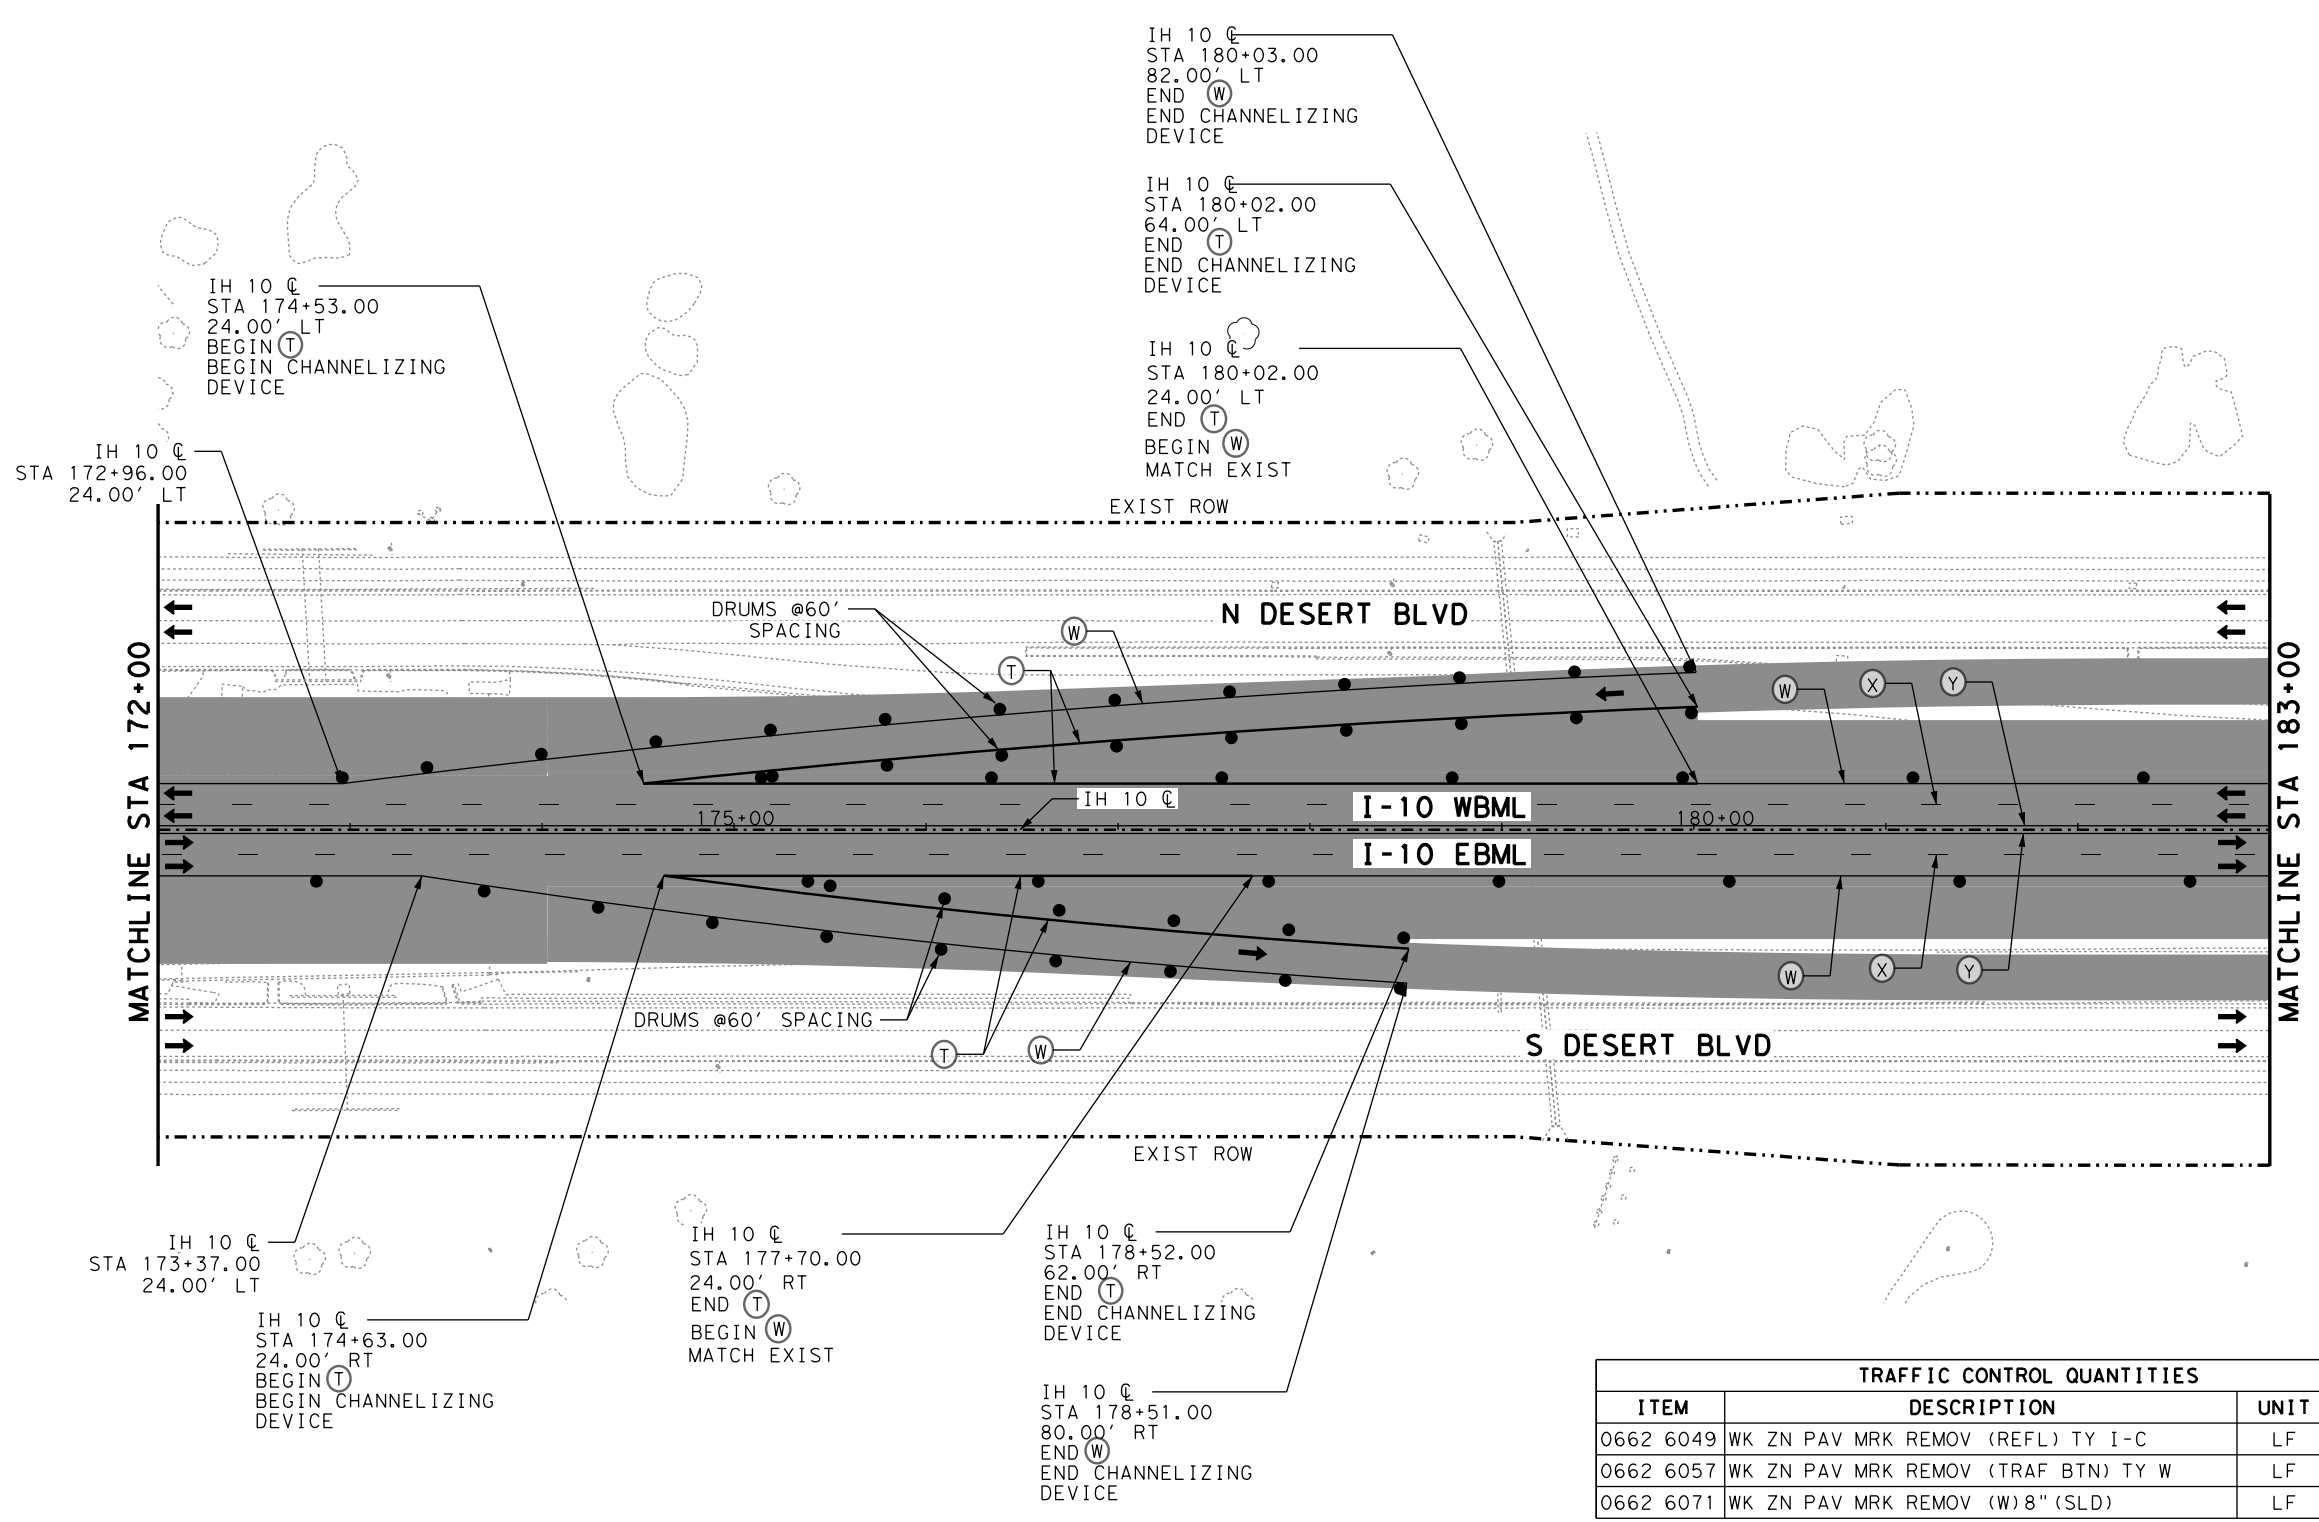 IH 10 ℄
STA 180+03.00
82.00' LT
END W
END CHANNELIZING
DEVICE
IH 10 ℄
STA 180+02.00
64.00' LT
END T
END CHANNELIZING
DEVICE
IH 10 ℄
STA 180+02.00
24.00' LT
END T
BEGIN W
MATCH EXIST
IH 10 ℄
STA 174+53.00
24.00' LT
BEGIN T
BEGIN CHANNELIZING
DEVICE
IH 10 ℄
STA 172+96.00
24.00' LT
EXIST ROW
DRUMS @60'
SPACING
N DESERT BLVD
W
T
W
X
Y
MATCHLINE STA 172+00
MATCHLINE STA 183+00
IH 10 ℄
I-10 WBML
175+00
180+00
I-10 EBML
DRUMS @60' SPACING
T
W
W
X
Y
S DESERT BLVD
EXIST ROW
IH 10 ℄
STA 173+37.00
24.00' LT
IH 10 ℄
STA 174+63.00
24.00' RT
BEGIN T
BEGIN CHANNELIZING
DEVICE
IH 10 ℄
STA 177+70.00
24.00' RT
END T
BEGIN W
MATCH EXIST
IH 10 ℄
STA 178+52.00
62.00' RT
END T
END CHANNELIZING
DEVICE
IH 10 ℄
STA 178+51.00
80.00' RT
END W
END CHANNELIZING
DEVICE
TRAFFIC CONTROL QUANTITIES
ITEM DESCRIPTION UNIT
0662 6049 WK ZN PAV MRK REMOV (REFL) TY I-C LF
0662 6057 WK ZN PAV MRK REMOV (TRAF BTN) TY W LF
0662 6071 WK ZN PAV MRK REMOV (W)8"(SLD) LF